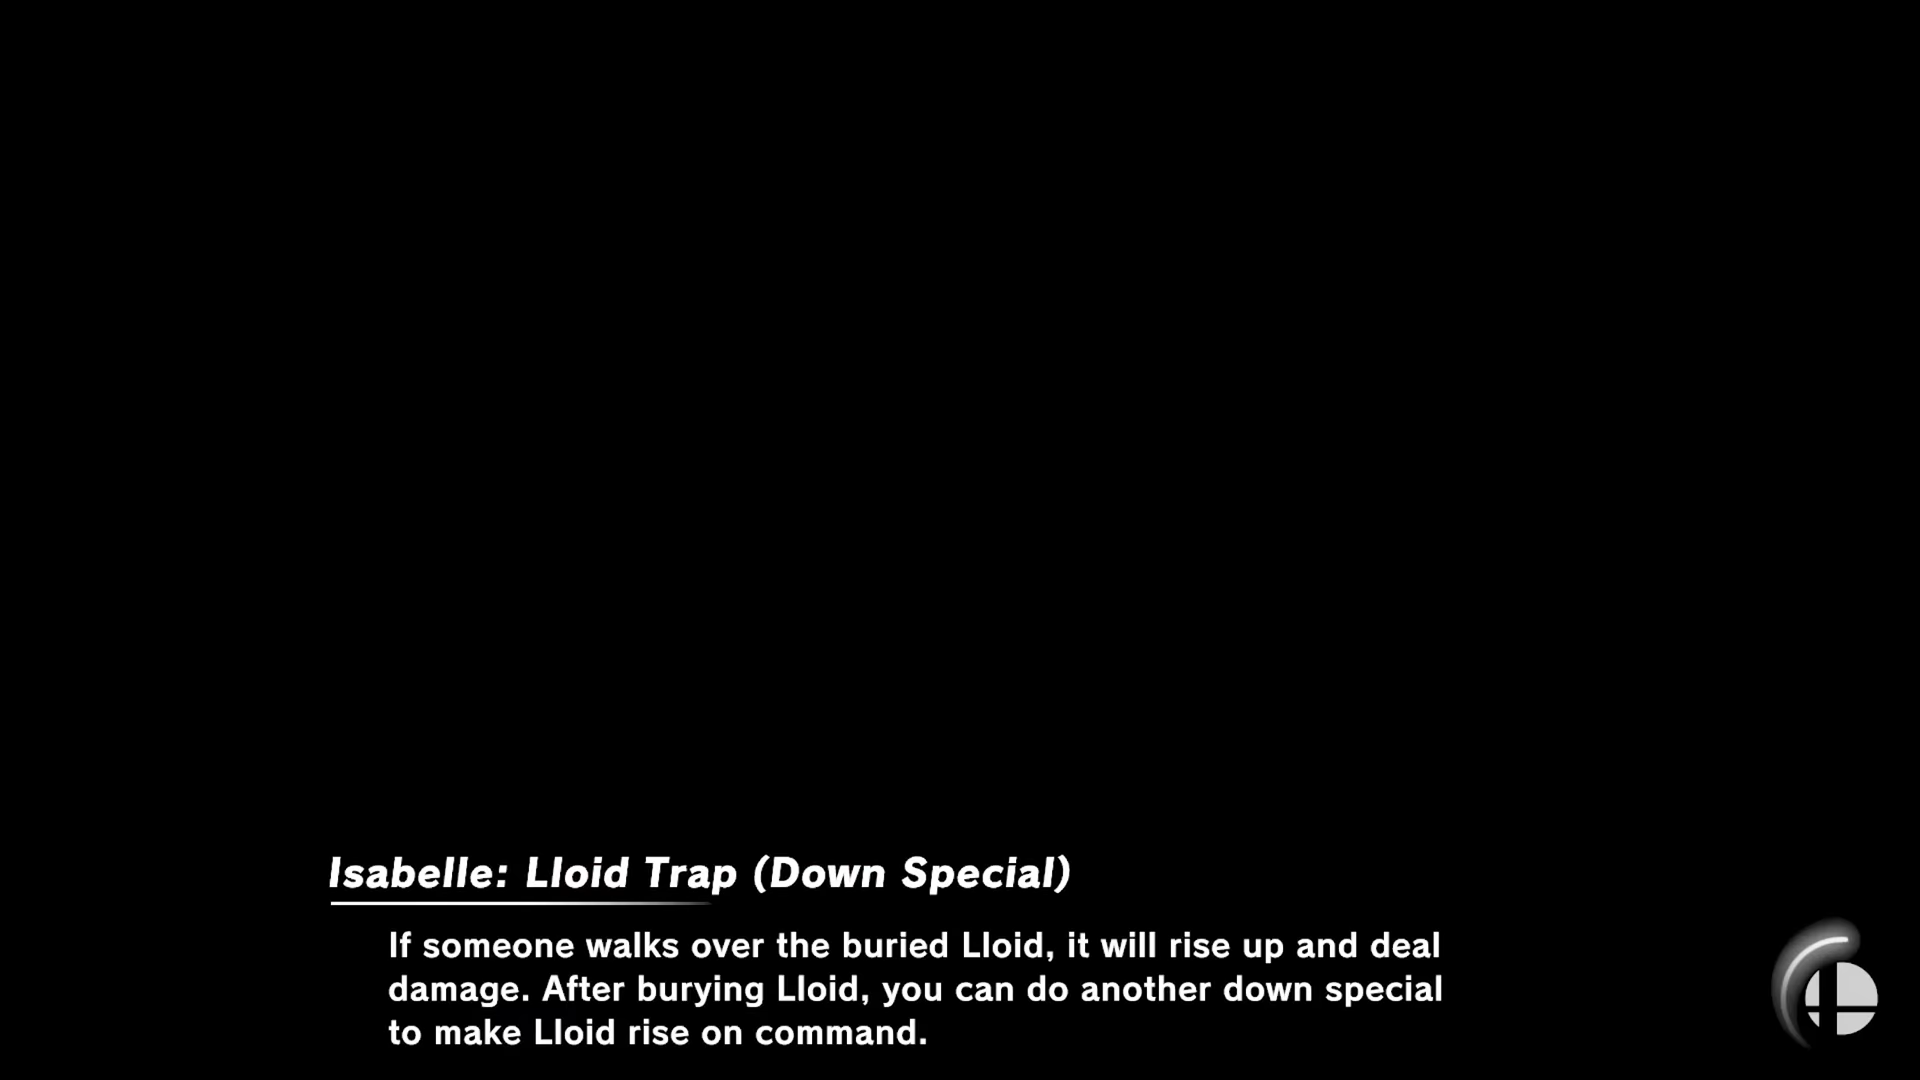 Isabelle: Lloid Trap (Down Special)
If someone walks over the buried Lloid, it will rise up and deal
damage. After burying Lloid, you can do another down special
to make Lloid rise on command.